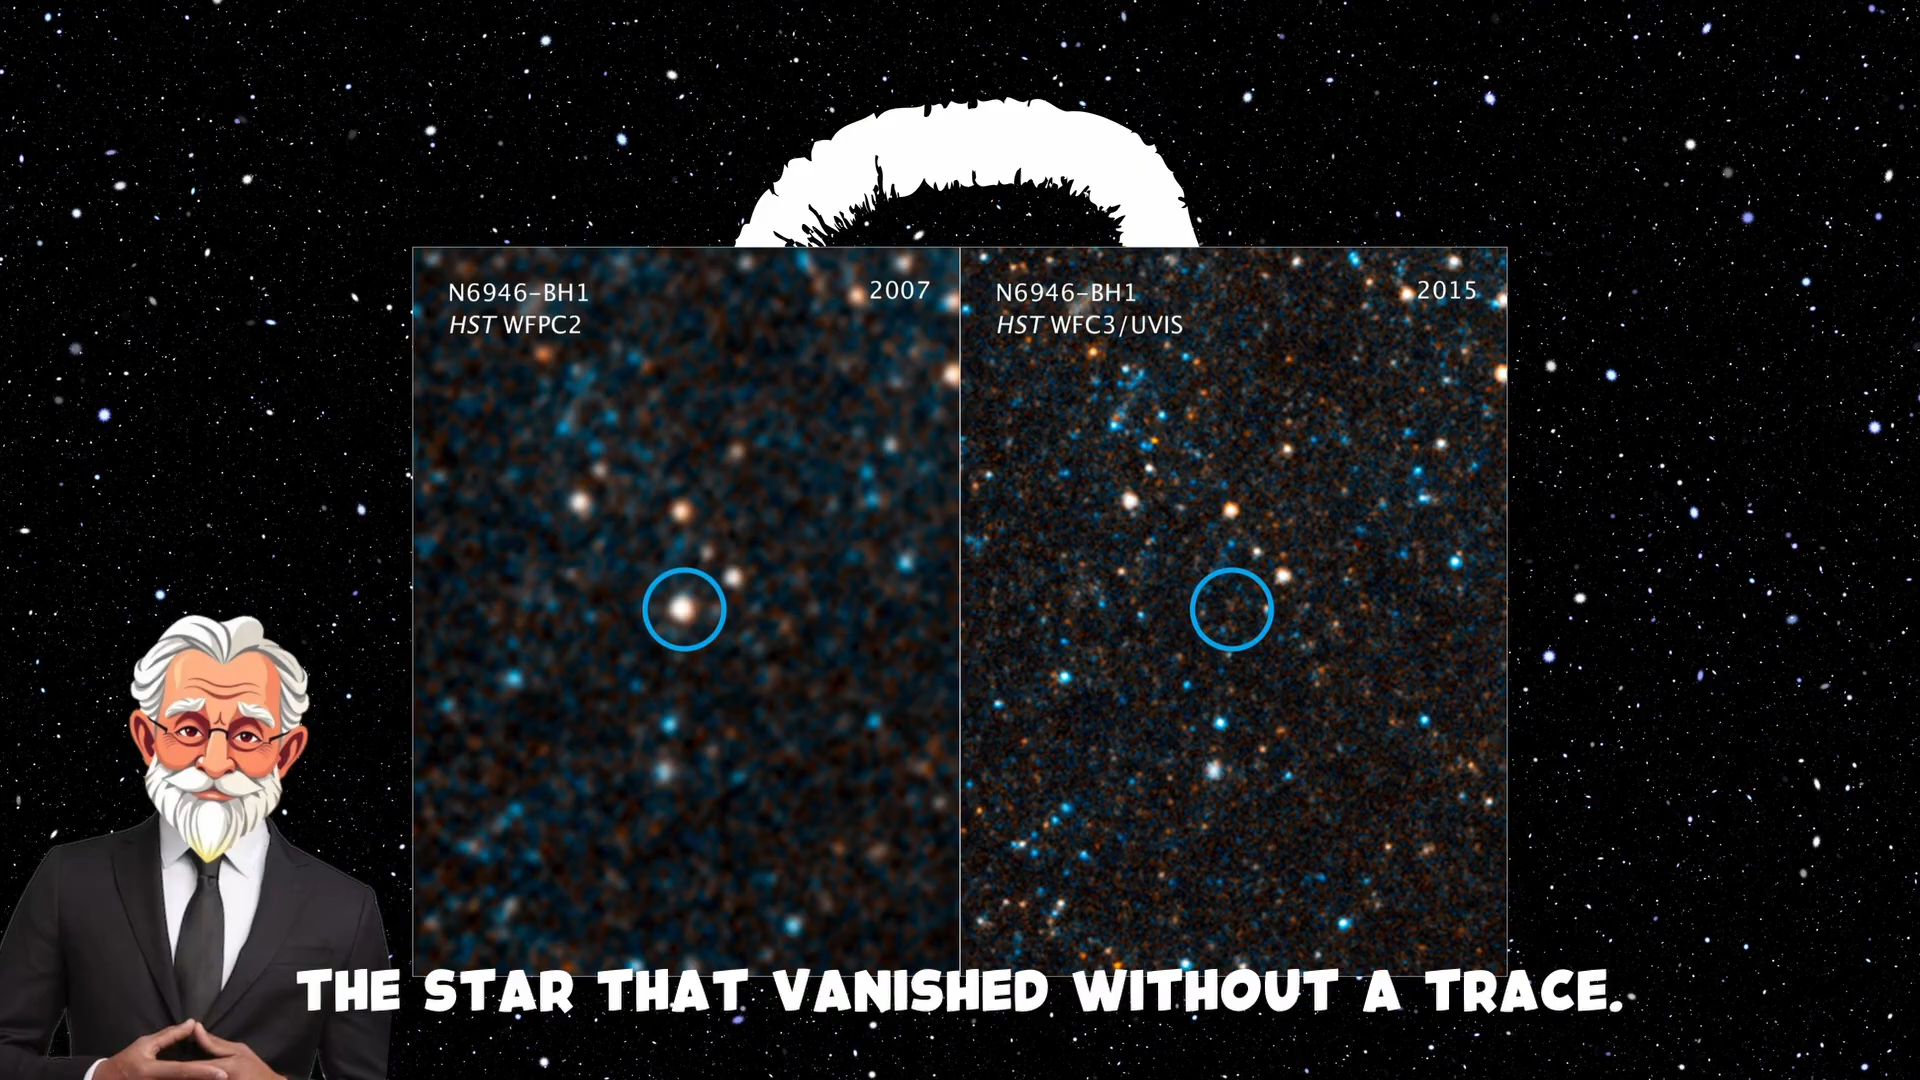 N6946-BH1
2007
HST WFPC2
N6946-BH1
2015
HST WFC3/UVIS
THE STAR THAT VANISHED WITHOUT A TRACE.